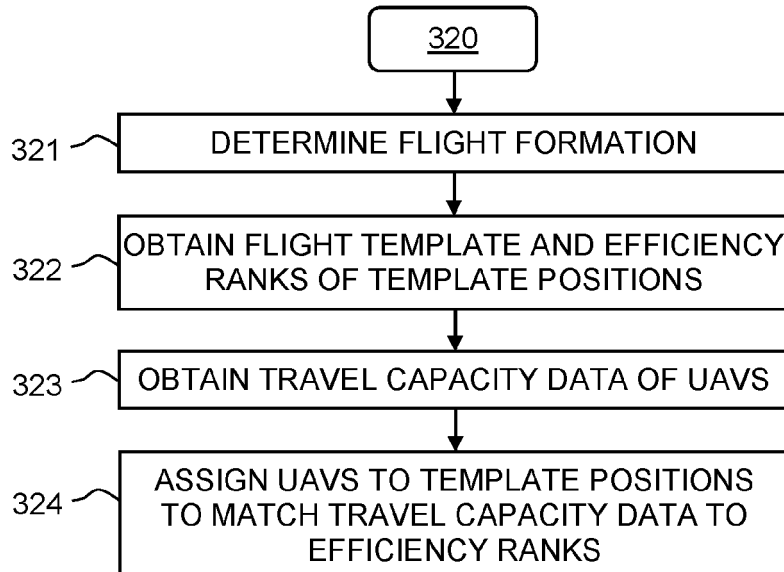 320
321
DETERMINE FLIGHT FORMATION
322
OBTAIN FLIGHT TEMPLATE AND EFFICIENCY
RANKS OF TEMPLATE POSITIONS
323
OBTAIN TRAVEL CAPACITY DATA OF UAVS
324
ASSIGN UAVS TO TEMPLATE POSITIONS
TO MATCH TRAVEL CAPACITY DATA TO
EFFICIENCY RANKS